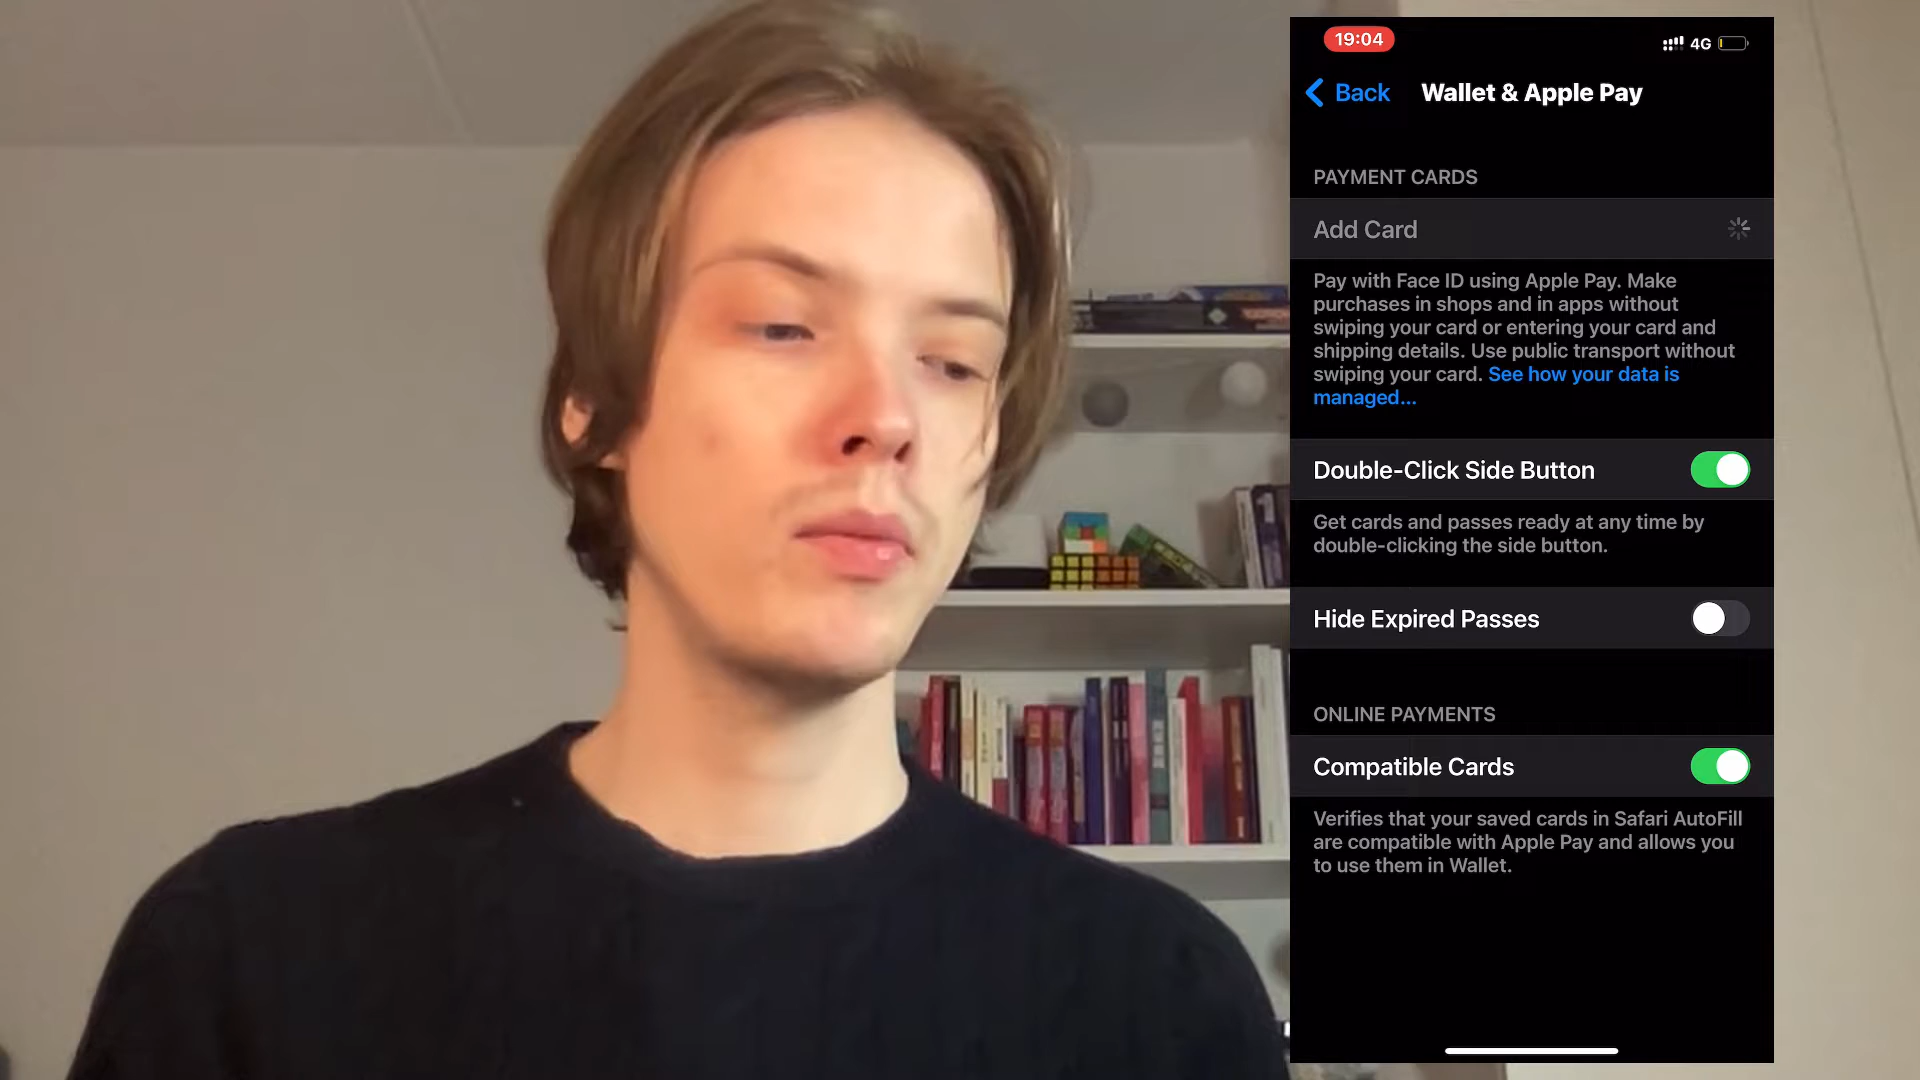 19:04
4G
Back
Wallet & Apple Pay
PAYMENT CARDS
Add Card
Pay with Face ID using Apple Pay. Make
purchases in shops and in apps without
swiping your card or entering your card and
shipping details. Use public transport without
swiping your card. See how your data is
managed...
Double-Click Side Button
Get cards and passes ready at any time by
double-clicking the side button.
Hide Expired Passes
ONLINE PAYMENTS
Compatible Cards
Verifies that your saved cards in Safari AutoFill
are compatible with Apple Pay and allows you
to use them in Wallet.